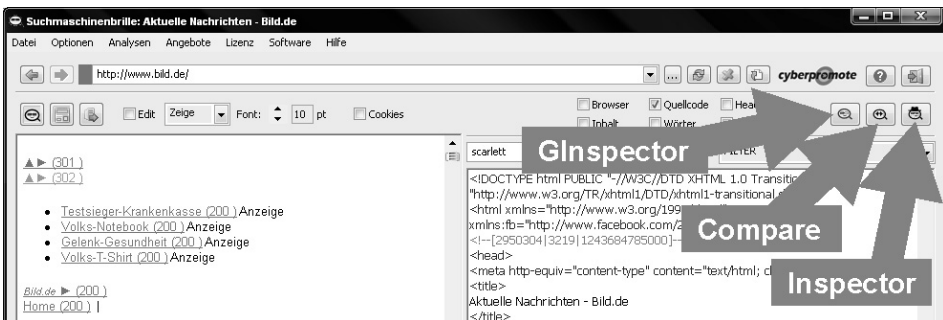 Suchmaschinenbrille: Aktuelle Nachrichten - Bild.de
Datei Optionen Analysen Angebote Lizenz Software Hilfe
http://www.bild.de/ ... cyberpromote ?
Edit Zeige Font: 10 pt Cookies
Browser Quellcode Hea
Inhalt Wörter
GInspector
▲► (301 )
▲► (302 )
• Testsieger-Krankenkasse (200 ) Anzeige
• Volks-Notebook (200 ) Anzeige
• Gelenk-Gesundheit (200 ) Anzeige
• Volks-T-Shirt (200 ) Anzeige
Bild.de ► (200 )
Home (200 ) |
scarlett FILTER
<!DOCTYPE html PUBLIC "-//W3C//DTD XHTML 1.0 Transitio
"http://www.w3.org/TR/xhtml1/DTD/xhtml1-transitional.d
<html xmlns="http://www.w3.org/199
xmlns:fb="http://www.facebook.com/2
<!--[2950304|3219|1243684785000]--
<head>
<meta http-equiv="content-type" content="text/html; c
<title>
Aktuelle Nachrichten - Bild.de
</title>
Compare
Inspector